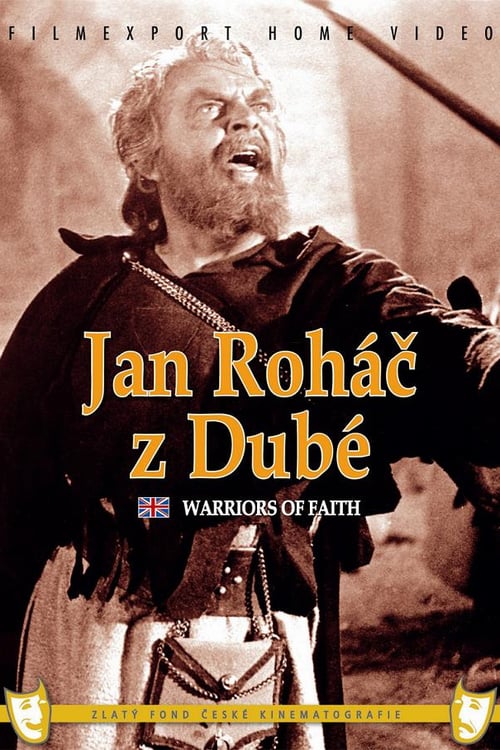 FILMEXPORT HOME VIDEO
Jan Roháč
z Dubé
WARRIORS OF FAITH
ZLATÝ FOND ČESKÉ KINEMATOGRAFIE